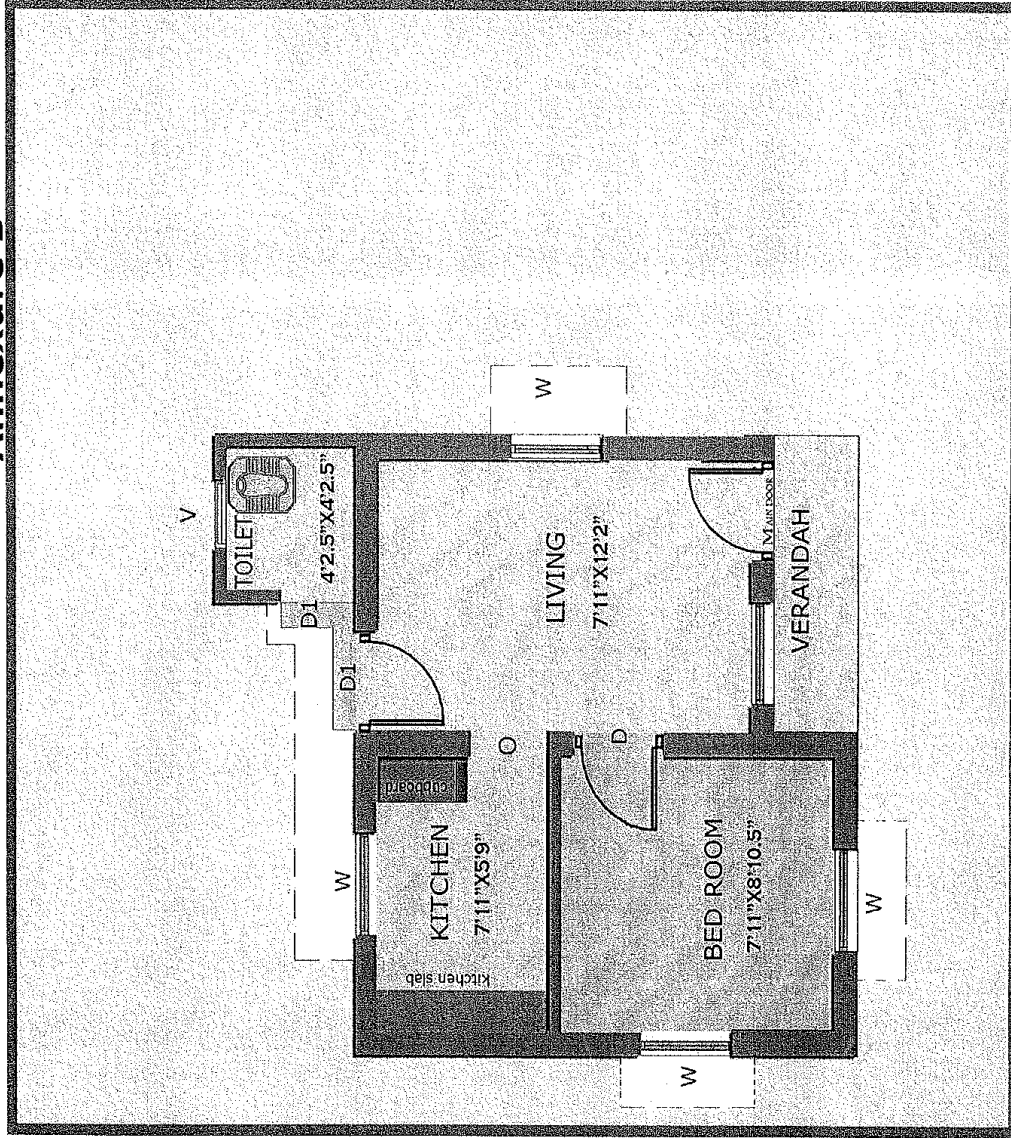 V
TOILET
4'2.5"X4'2.5"
D1
D1
W
cubboard
KITCHEN
7'11"X5'9"
Kitchen slab
O
LIVING
7'11"X12'2"
W
D
MAIN DOOR
VERANDAH
BED ROOM
7'11"X8'10.5"
W
W